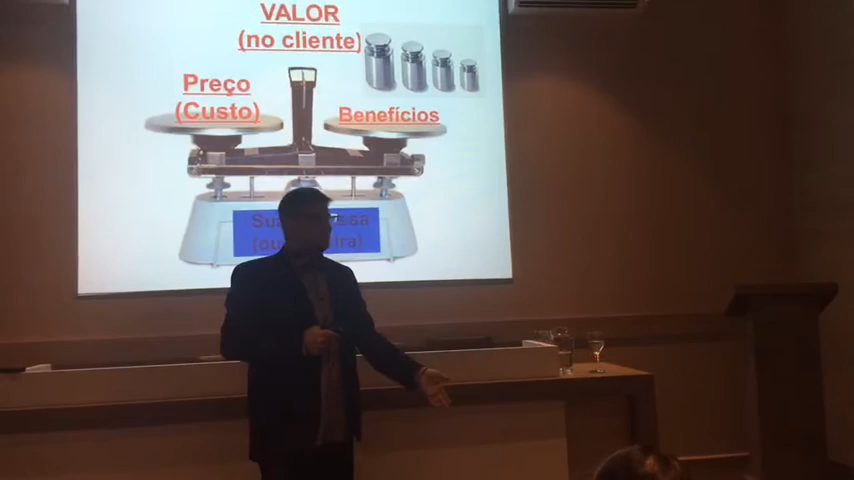 VALOR
(no cliente)
Preço
(Custo)
Benefícios